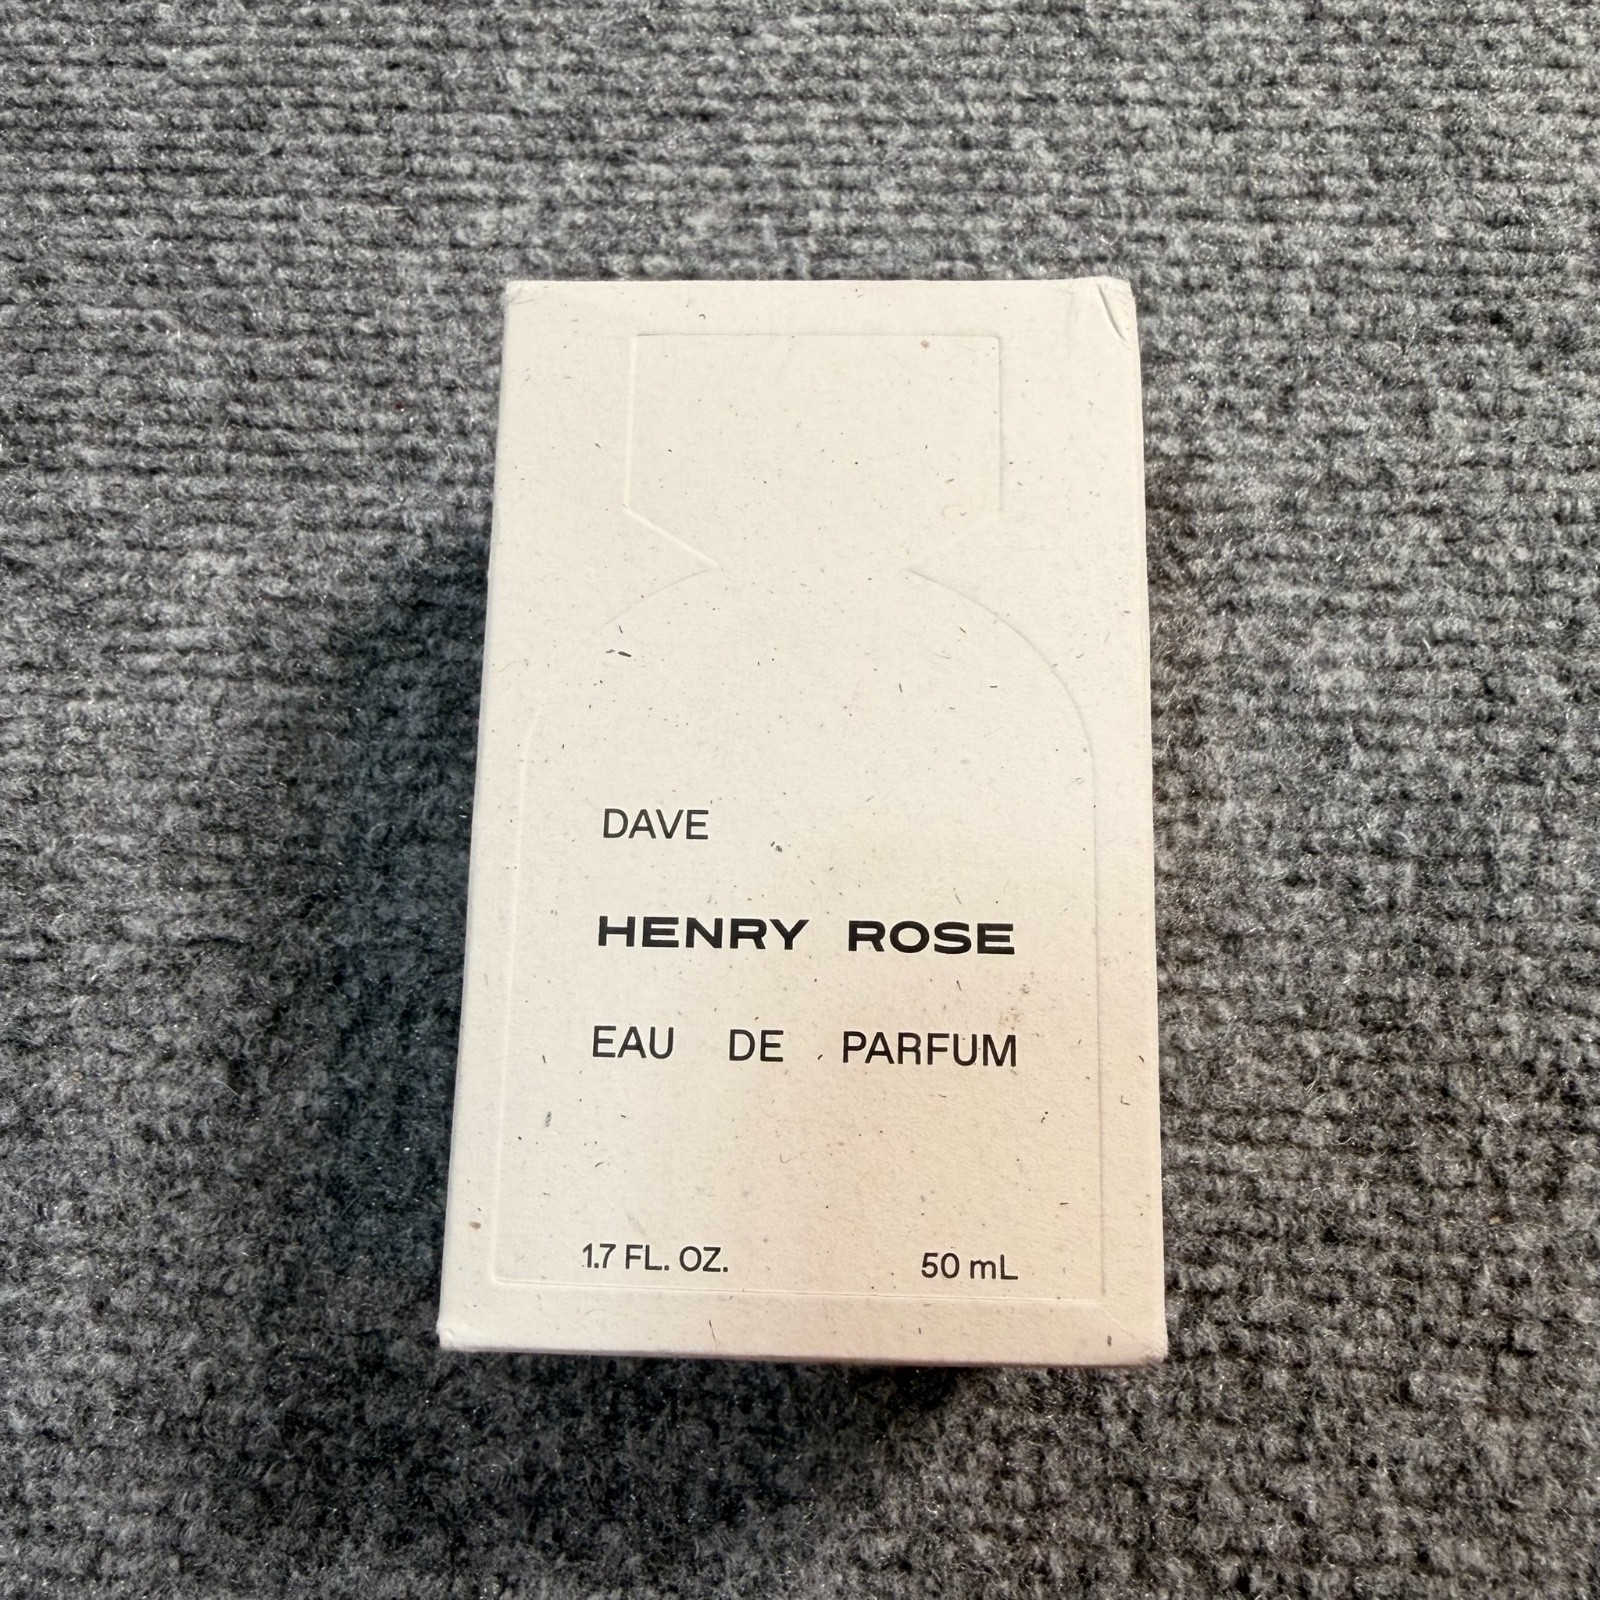 DAVE
HENRY ROSE
EAU DE PARFUM
1.7 FL. OZ. 50 mL